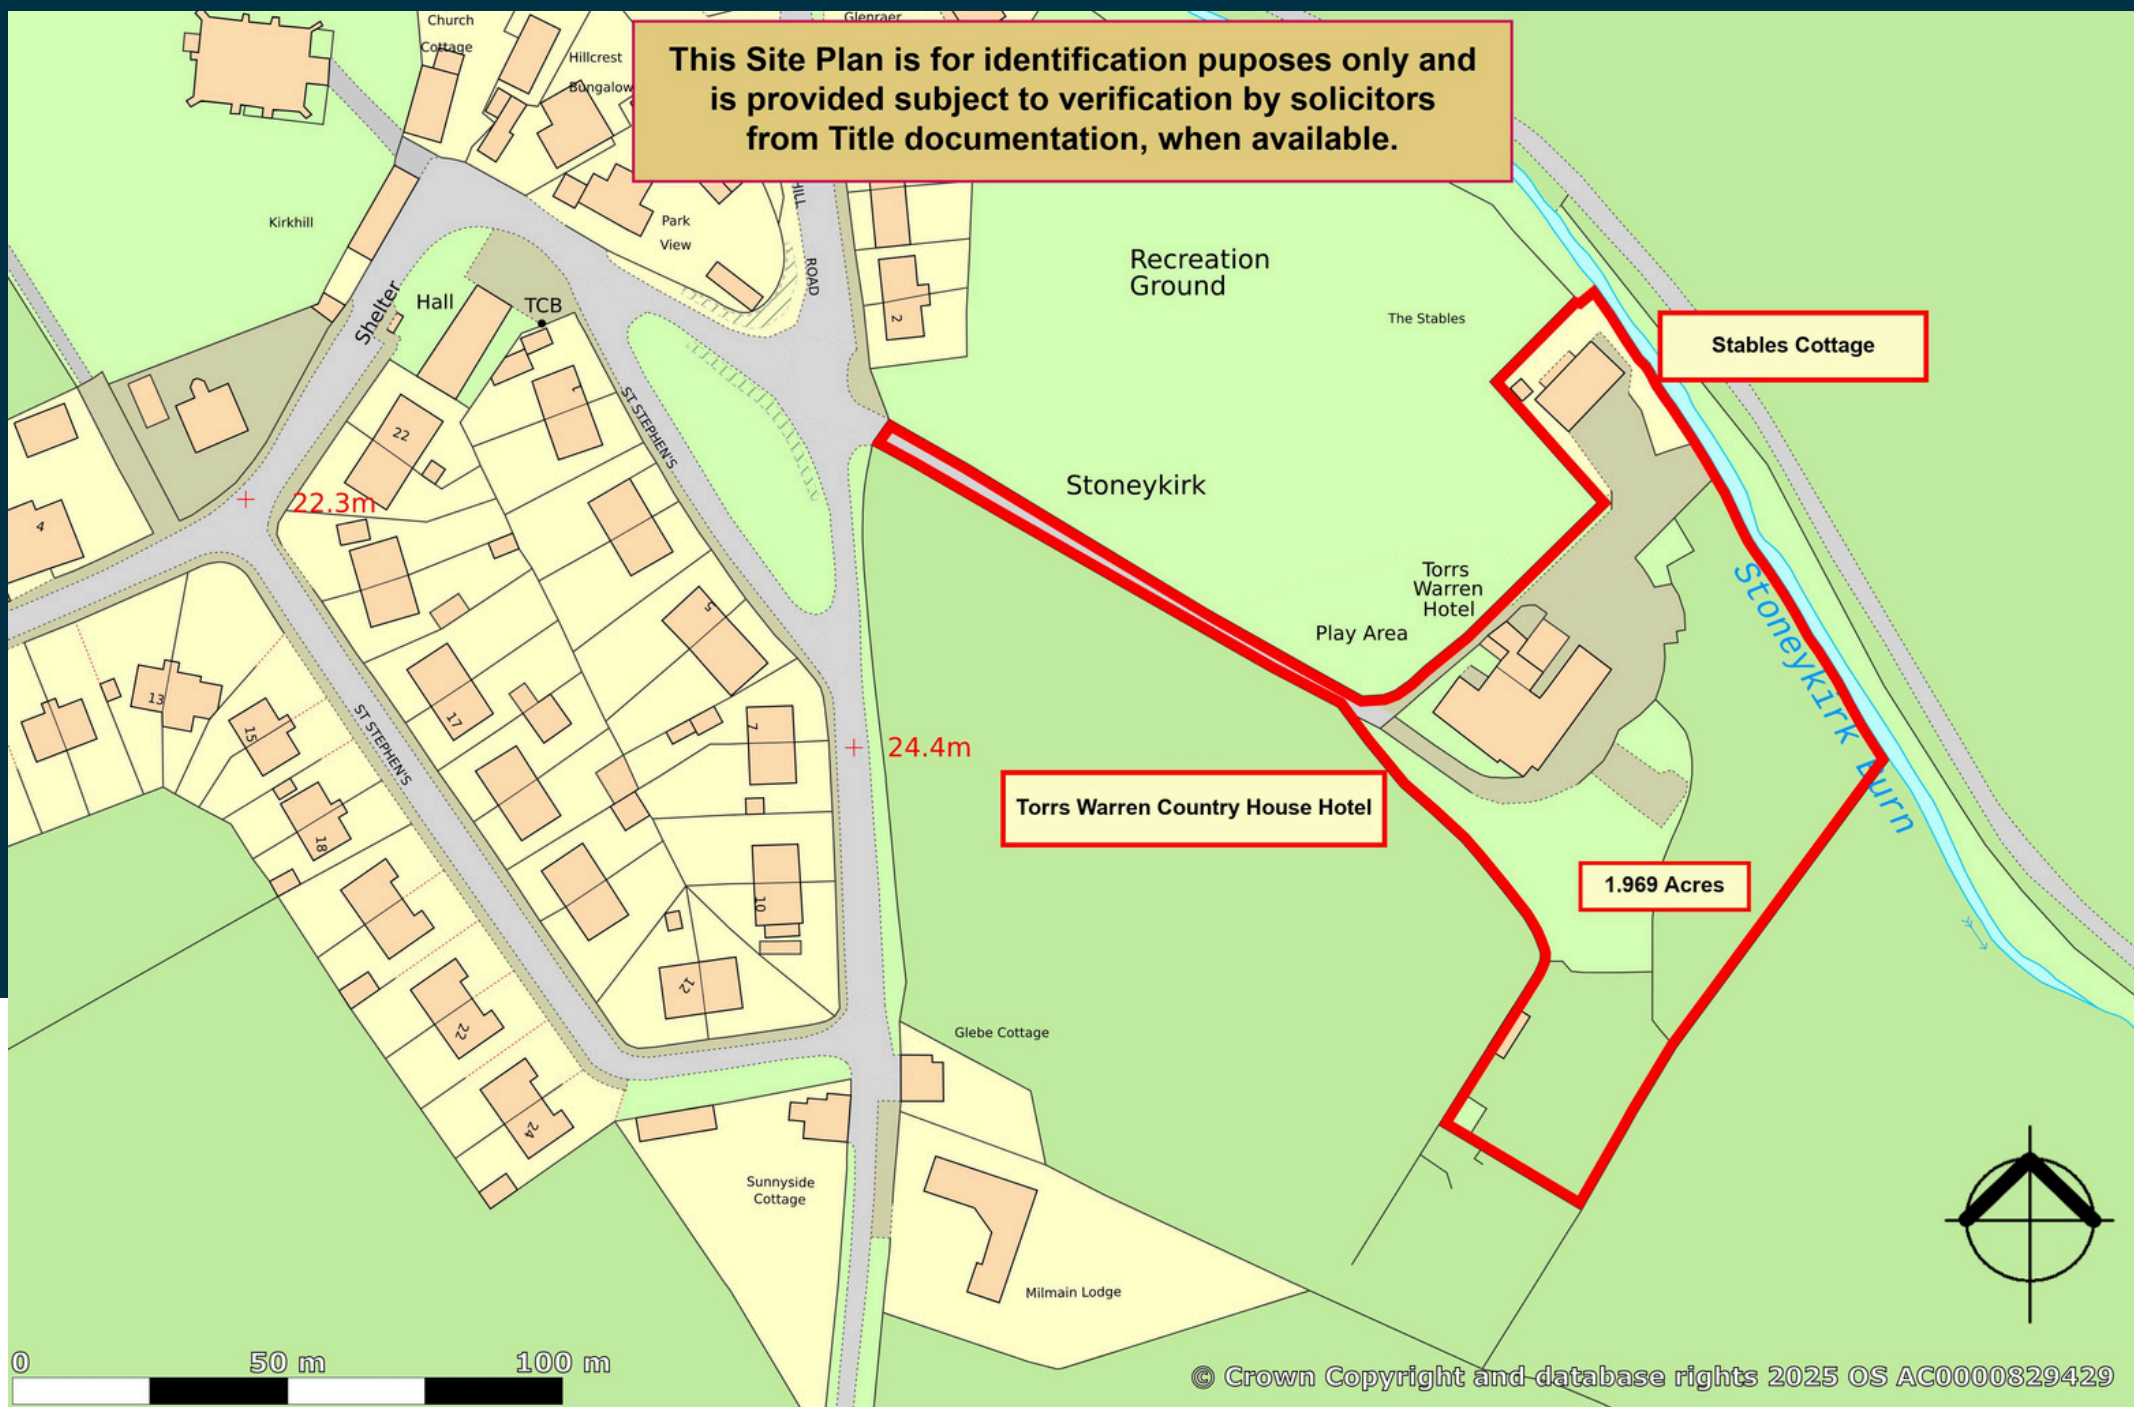 Church
Cottage
Glenraer
Hillcrest
Bungalow
This Site Plan is for identification puposes only and
is provided subject to verification by solicitors
from Title documentation, when available.
Kirkhill
Park
View
HILL
ROAD
Recreation
Ground
The Stables
Stables Cottage
Shelter
Hall
TCB
2
1
22
ST STEPHEN'S
Stoneykirk
22.3m
4
5
Torrs
Warren
Hotel
Play Area
Stoneykirk Burn
13
15
17
7
ST STEPHEN'S
24.4m
Torrs Warren Country House Hotel
18
10
1.969 Acres
12
22
24
Glebe Cottage
Sunnyside
Cottage
Milmain Lodge
0 50 m 100 m
© Crown Copyright and database rights 2025 OS AC0000829429